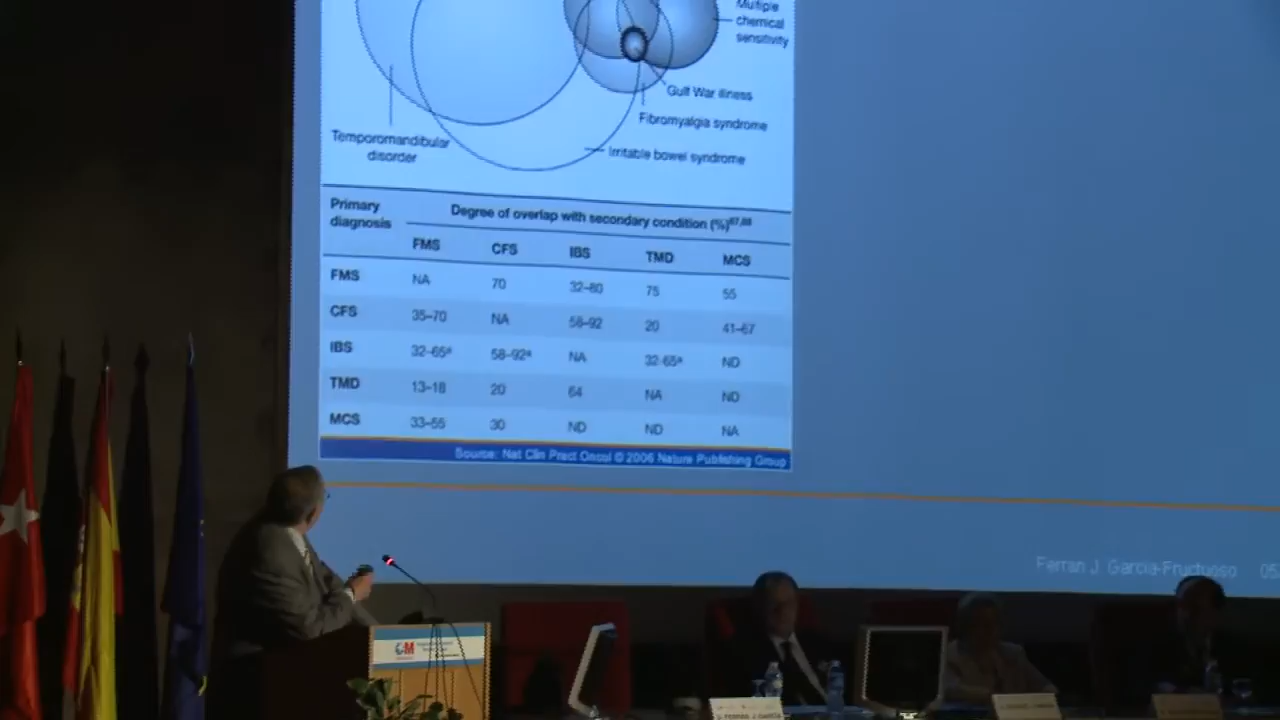 Multiple
chemical
sensitivity
Gulf War illness
Fibromyalgia syndrome
Temporomandibular
disorder
Irritable bowel syndrome
Primary
diagnosis
Degree of overlap with secondary condition (%)67,88
FMS CFS IBS TMD MCS
FMS NA 70 32–80 75 55
CFS 35–70 NA 58–92 20 41–67
IBS 32–65a 58–92a NA 32-65a ND
TMD 13–18 20 64 NA ND
MCS 33–55 30 ND ND NA
Source: Nat Clin Pract Oncol © 2006 Nature Publishing Group
Ferran J. García-Fructuoso 05
M